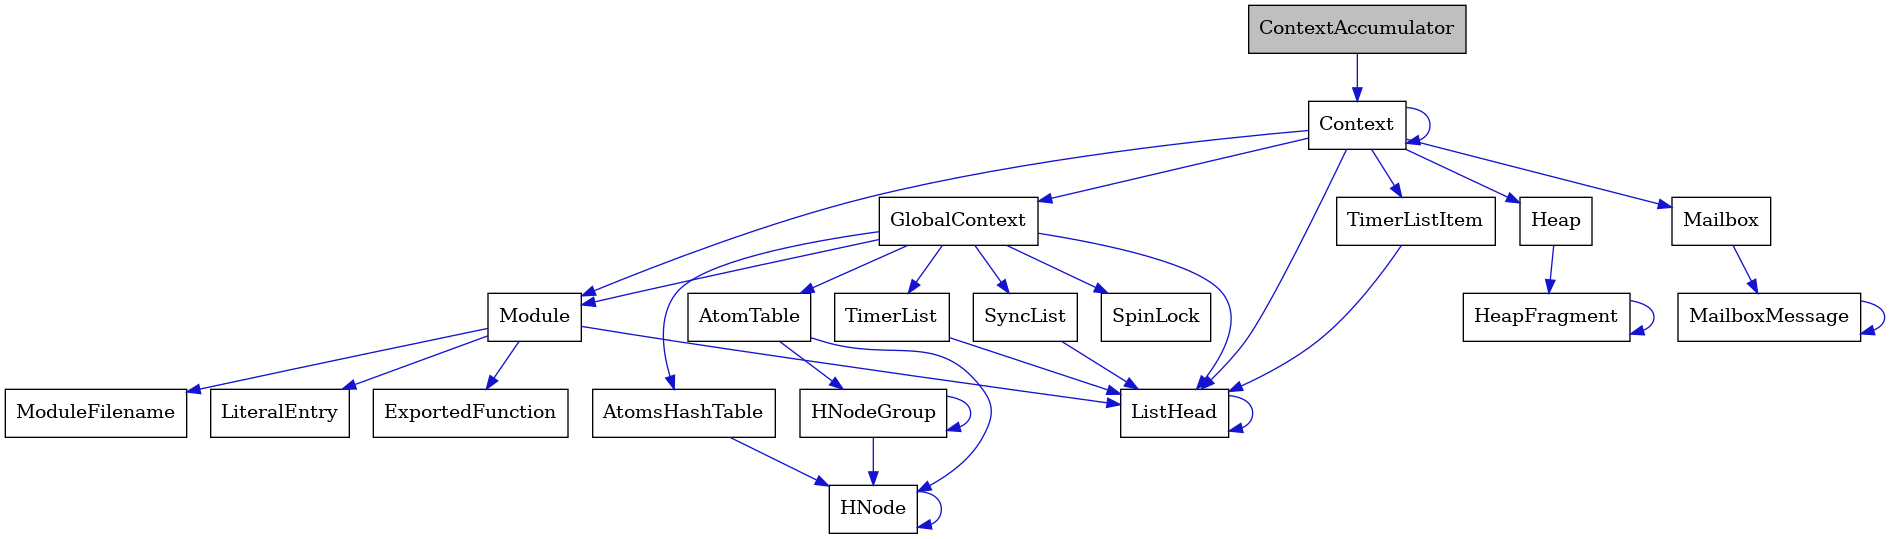 ContextAccumulator
Context
GlobalContext
TimerListItem
Heap
Mailbox
Module
AtomTable
TimerList
SyncList
SpinLock
HeapFragment
MailboxMessage
ModuleFilename
LiteralEntry
ExportedFunction
AtomsHashTable
HNodeGroup
ListHead
HNode